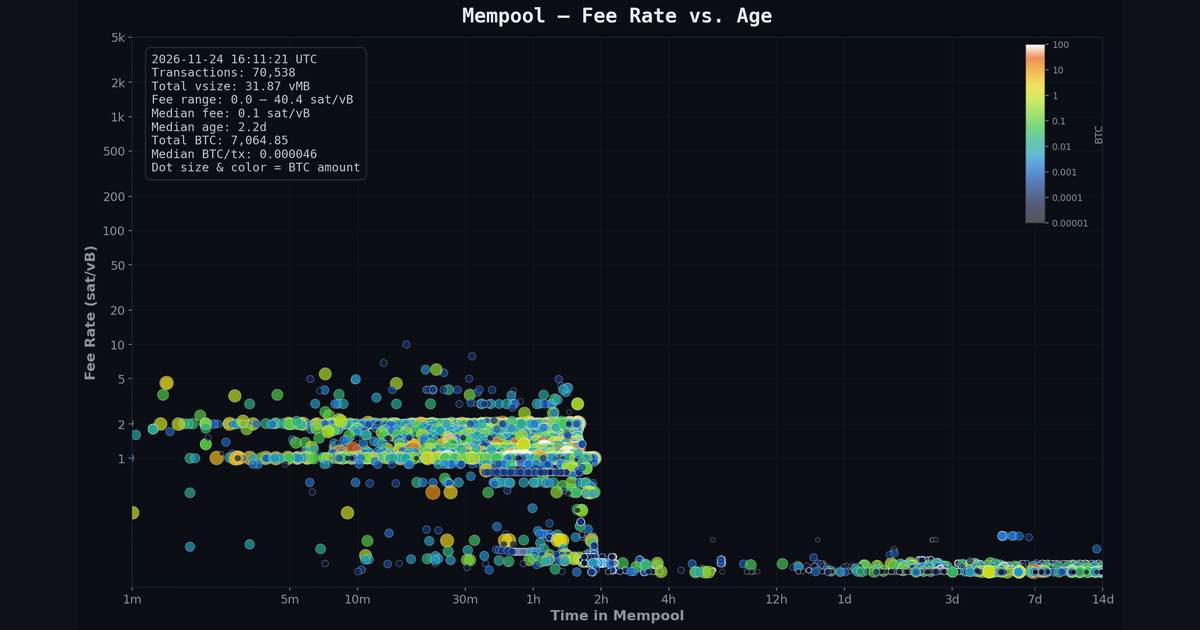 Mempool — Fee Rate vs. Age
2026-11-24 16:11:21 UTC
Transactions: 70,538
Total vsize: 31.87 vMB
Fee range: 0.0 — 40.4 sat/vB
Median fee: 0.1 sat/vB
Median age: 2.2d
Total BTC: 7,064.85
Median BTC/tx: 0.000046
Dot size & color = BTC amount
100
10
1
0.1
0.01
0.001
0.0001
0.00001
BTC
Fee Rate (sat/vB)
5k
2k
1k
500
200
100
50
20
10
5
2
1
1m
5m
10m
30m
1h
2h
4h
12h
1d
3d
7d
14d
Time in Mempool